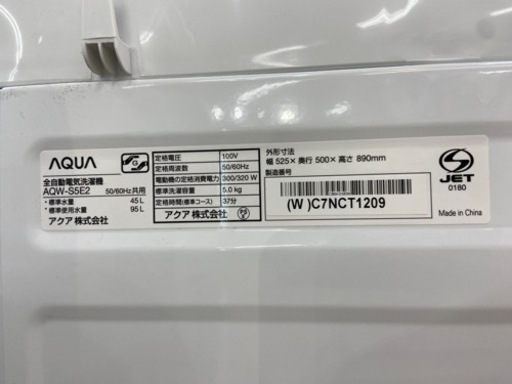 AQUA
全自動電気洗濯機
AQW-S5E2 50/60Hz共用
・標準水量 45L
・標準使用水量 95L
アクア 株式会社
G
定格電圧 100V
定格周波数 50/60Hz
電動機の定格消費電力 300/320 W
標準洗濯容量 5.0 kg
定格時間(標準コース) 37分
アクア 株式会社
外形寸法
幅 525× 奥行 500× 高さ 890mm
製造番号
(W)C7NCT1209
S
JET
0180
Made in China